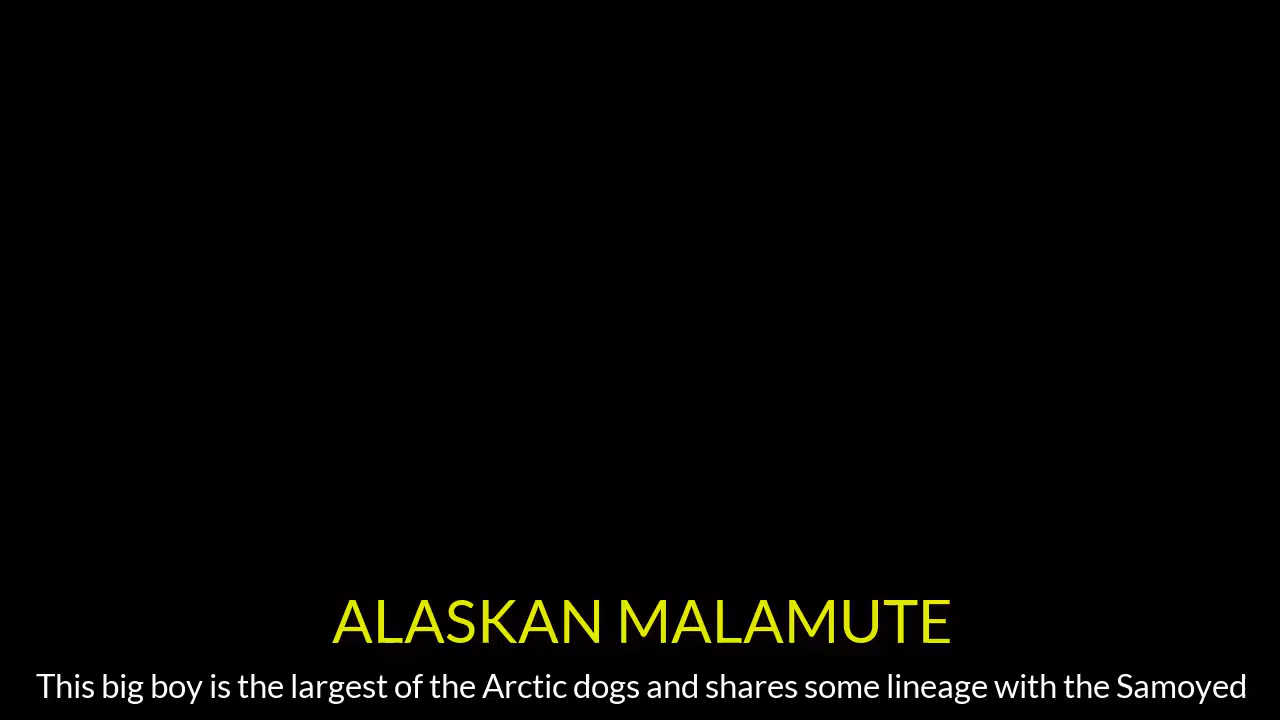 ALASKAN MALAMUTE
This big boy is the largest of the Arctic dogs and shares some lineage with the Samoyed